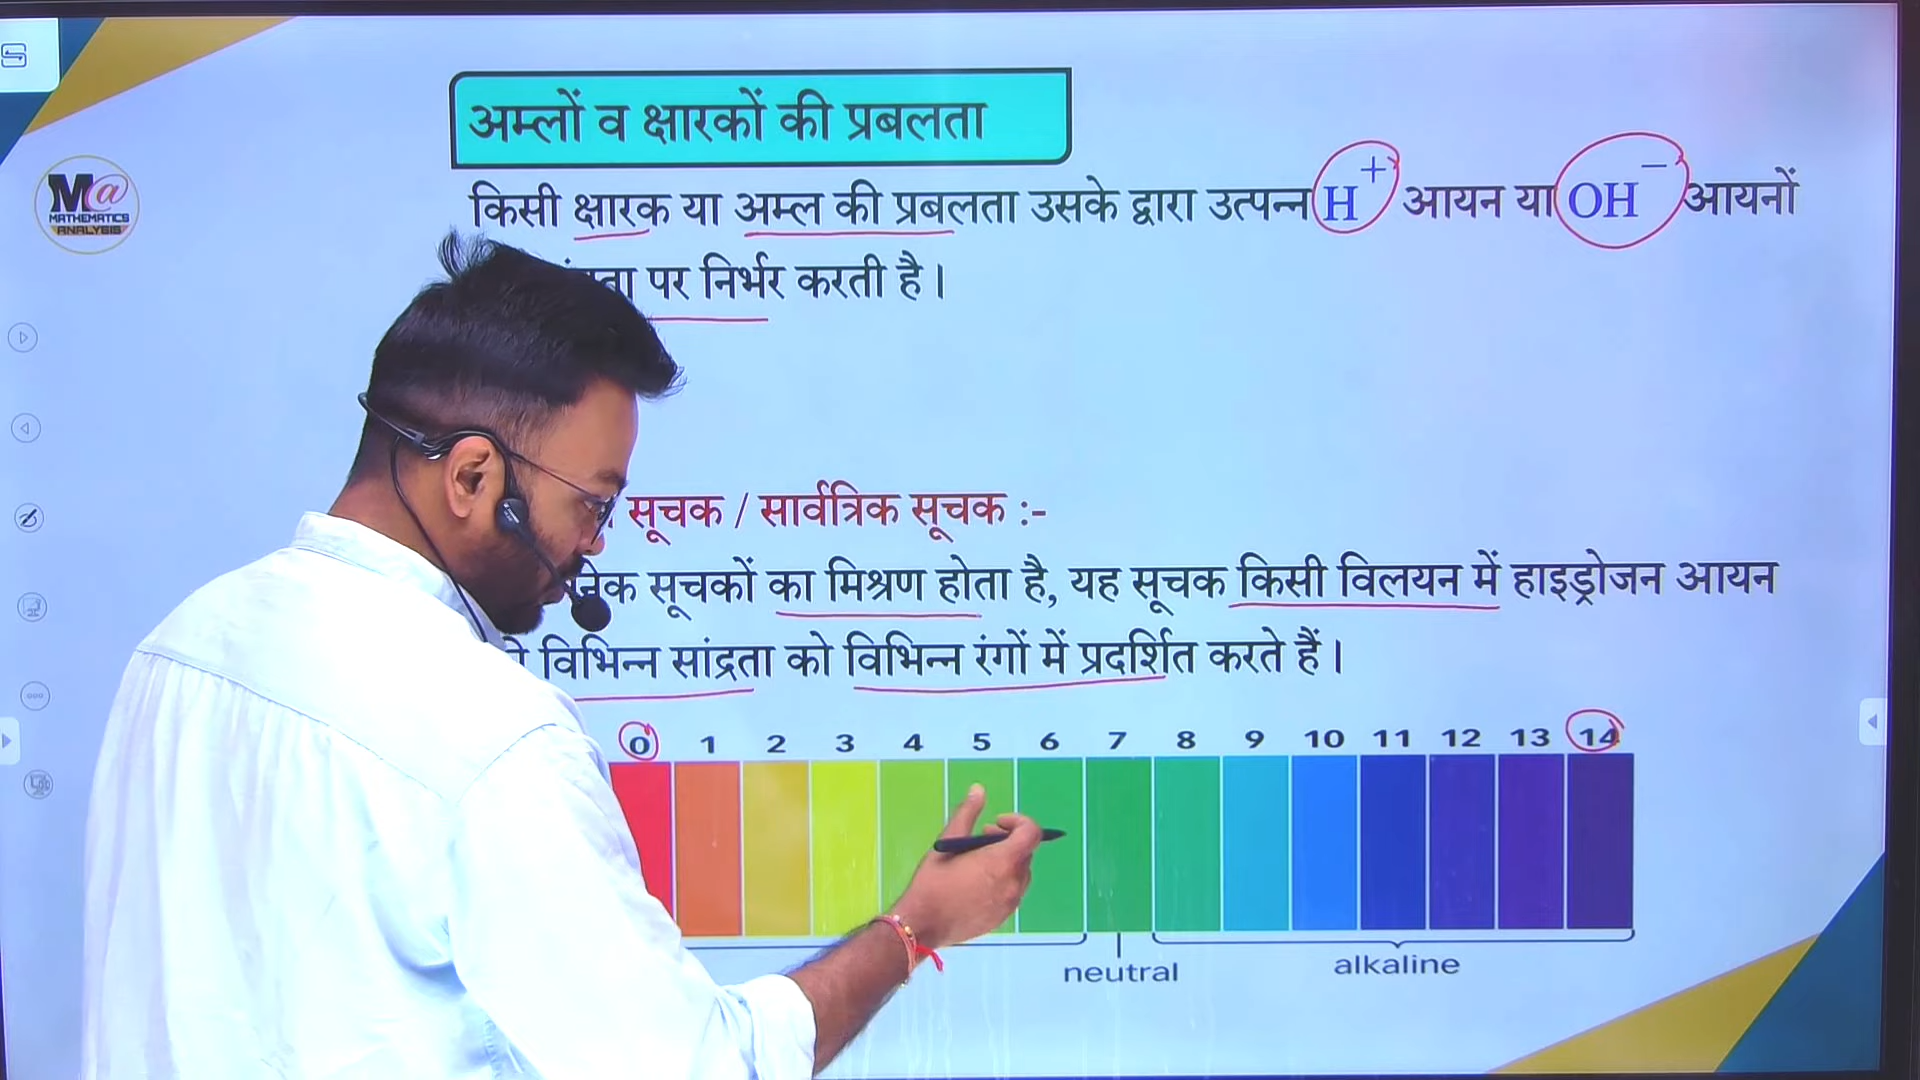 अम्लों व क्षारकों की प्रबलता
M@
MATHEMATICS
ANALYSIS
किसी क्षारक या अम्ल की प्रबलता उसके द्वारा उत्पन्न H+ आयन या OH− आयनों
पर निर्भर करती है।
सूचक / सार्वत्रिक सूचक :-
सूचकों का मिश्रण होता है, यह सूचक किसी विलयन में हाइड्रोजन आयन
विभिन्न सांद्रता को विभिन्न रंगों में प्रदर्शित करते हैं।
0 1 2 3 4 5 6 7 8 9 10 11 12 13 14
neutral alkaline